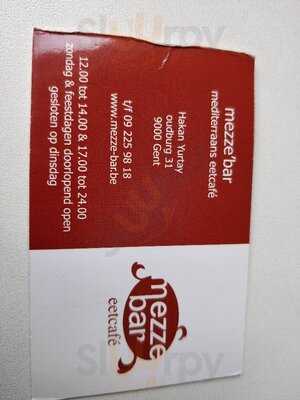 mezze'bar
mediterraans eetcafé
Hakan Yurtay
oudburg 31
9000 Gent
t/f 09 225 98 18
www.mezze-bar.be
12.00 tot 14.00 & 17.00 tot 24.00
zondag & feestdagen doorlopend open
gesloten op dinsdag
mezze
bar
eetcafé